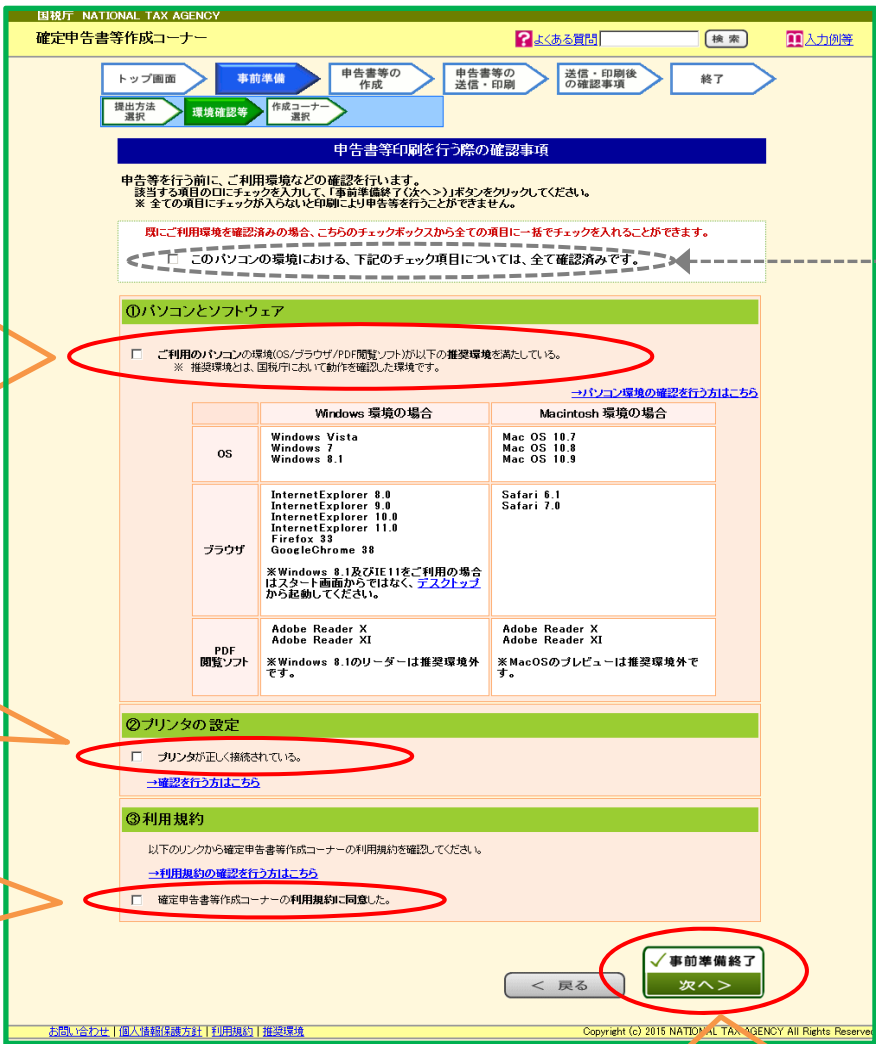 国税庁 NATIONAL TAX AGENCY
確定申告書等作成コーナー
?よくある質問
検索
入力例等
トップ画面
事前準備
申告書等の
作成
申告書等の
送信・印刷
送信・印刷後
の確認事項
終了
提出方法
選択
環境確認等
作成コーナー
選択
申告書等印刷を行う際の確認事項
申告等を行う前に、ご利用環境などの確認を行います。
該当する項目の口にチェックを入力して、「事前準備終了(次へ>)」ボタンをクリックしてください。
※ 全ての項目にチェックが入らないと印刷により申告等を行うことができません。
既にご利用環境を確認済みの場合、こちらのチェックボックスから全ての項目に一括でチェックを入れることができます。
このパソコンの環境における、下記のチェック項目については、全て確認済みです。
①パソコンとソフトウェア
ご利用のパソコンの環境(OS/ブラウザ/PDF閲覧ソフト)が以下の推奨環境を満たしている。
※ 推奨環境とは、国税庁において動作を確認した環境です。
→パソコン環境の確認を行う方はこちら
Windows 環境の場合
Macintosh 環境の場合
OS
Windows Vista
Windows 7
Windows 8.1
Mac OS 10.7
Mac OS 10.8
Mac OS 10.9
ブラウザ
InternetExplorer 8.0
InternetExplorer 9.0
InternetExplorer 10.0
InternetExplorer 11.0
Firefox 33
GoogleChrome 38
※Windows 8.1及びIE11をご利用の場合
はスタート画面からではなく、デスクトップ
から起動してください。
Safari 6.1
Safari 7.0
PDF
閲覧ソフト
Adobe Reader X
Adobe Reader XI
※Windows 8.1のリーダーは推奨環境外
です。
Adobe Reader X
Adobe Reader XI
※MacOSのプレビューは推奨環境外で
す。
②プリンタの設定
プリンタが正しく接続されている。
→確認を行う方はこちら
③利用規約
以下のリンクから確定申告書等作成コーナーの利用規約を確認してください。
→利用規約の確認を行う方はこちら
確定申告書等作成コーナーの利用規約に同意した。
< 戻る
✓事前準備終了
次へ>
お問い合わせ|個人情報保護方針|利用規約|推奨環境
Copyright (c) 2015 NATIONAL TAX AGENCY All Rights Reserve